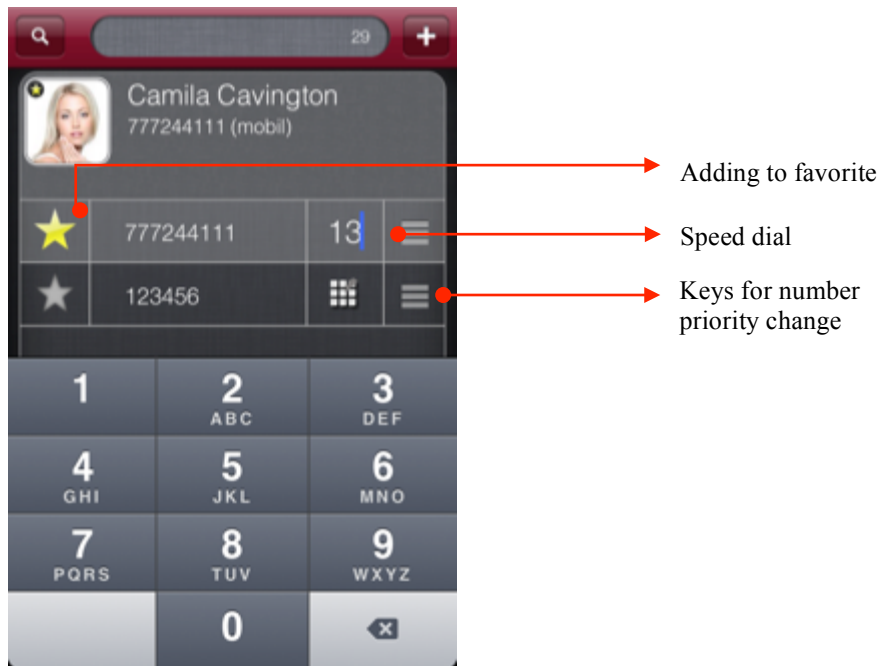 29
Camila Cavington
777244111 (mobil)
Adding to favorite
777244111 13
Speed dial
123456
Keys for number
priority change
1 2 3
ABC DEF
4 5 6
GHI JKL MNO
7 8 9
PQRS TUV WXYZ
0